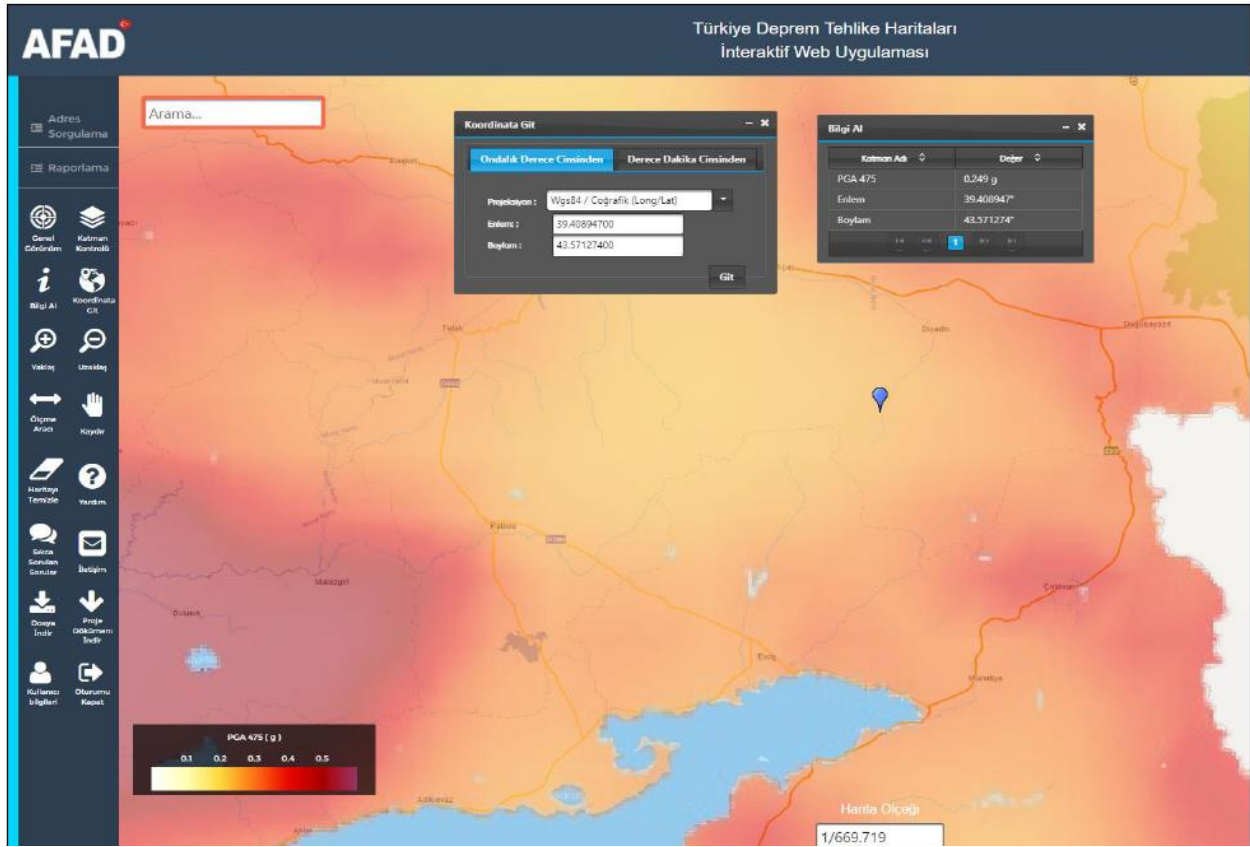 AFAD
Türkiye Deprem Tehlike Haritaları
İnteraktif Web Uygulaması
Adres
Sorgulama
Raporlama
Genel
Görünüm
Katman
Kontrolü
Bilgi Al
Koordinata
Git
Yaklaş
Uzaklaş
Ölçme
Aracı
Kaydır
Haritayı
Temizle
Yardım
Sıkça
Sorulan
Sorular
İletişim
Dosya
İndir
Proje
Dökümanı
İndir
Kullanıcı
bilgileri
Oturumu
Kapat
Arama...
Koordinata Git
Ondalık Derece Cinsinden
Derece Dakika Cinsinden
Projeksiyon :
Wgs84 / Coğrafik (Long/Lat)
Enlem :
39.40894700
Boylam :
43.57127400
Git
Bilgi Al
Katman Adı
Değer
PGA 475
0.249 g
Enlem
39.408947°
Boylam
43.571274°
1
Tutak
Diyadin
Doğubayazıt
Patnos
Malazgirt
Bulanık
Çaldıran
Erciş
Muradiye
Adilcevaz
PGA 475 ( g )
0.1 0.2 0.3 0.4 0.5
Harita Ölçeği
1/669.719